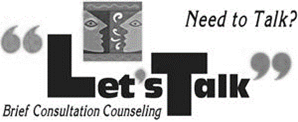 Need to Talk?
“Let's Talk”
Brief Consultation Counseling